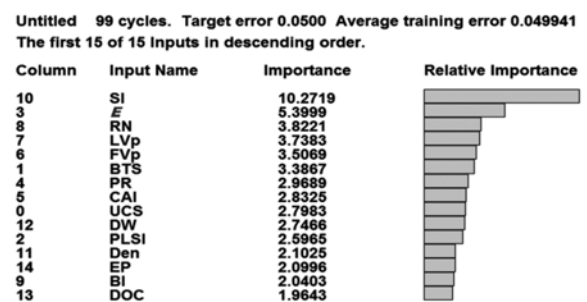 Untitled 99 cycles. Target error 0.0500 Average training error 0.049941
The first 15 of 15 Inputs in descending order.
Column Input Name Importance Relative Importance
10 SI 10.2719
3 E 5.3999
8 RN 3.8221
7 LVp 3.7383
6 FVp 3.5069
1 BTS 3.3867
4 PR 2.9689
5 CAI 2.8325
0 UCS 2.7983
12 DW 2.7466
2 PLSI 2.5965
11 Den 2.1025
14 EP 2.0996
9 BI 2.0403
13 DOC 1.9643